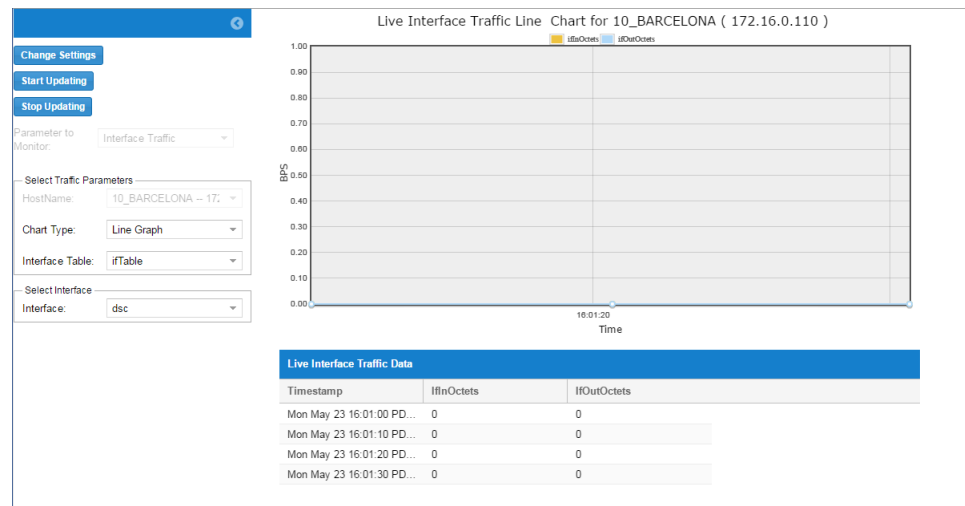 Change Settings
Start Updating
Stop Updating
Parameter to Monitor:
Interface Traffic
Select Traffic Parameters
HostName:
10_BARCELONA -- 172
Chart Type:
Line Graph
Interface Table:
ifTable
Select Interface
Interface:
dsc
Live Interface Traffic Line Chart for 10_BARCELONA ( 172.16.0.110 )
ifInOctets ifOutOctets
1.00
0.90
0.80
0.70
0.60
0.50
0.40
0.30
0.20
0.10
0.00
BPS
16:01:20
Time
Live Interface Traffic Data
Timestamp IfInOctets IfOutOctets
Mon May 23 16:01:00 PD... 0 0
Mon May 23 16:01:10 PD... 0 0
Mon May 23 16:01:20 PD... 0 0
Mon May 23 16:01:30 PD... 0 0